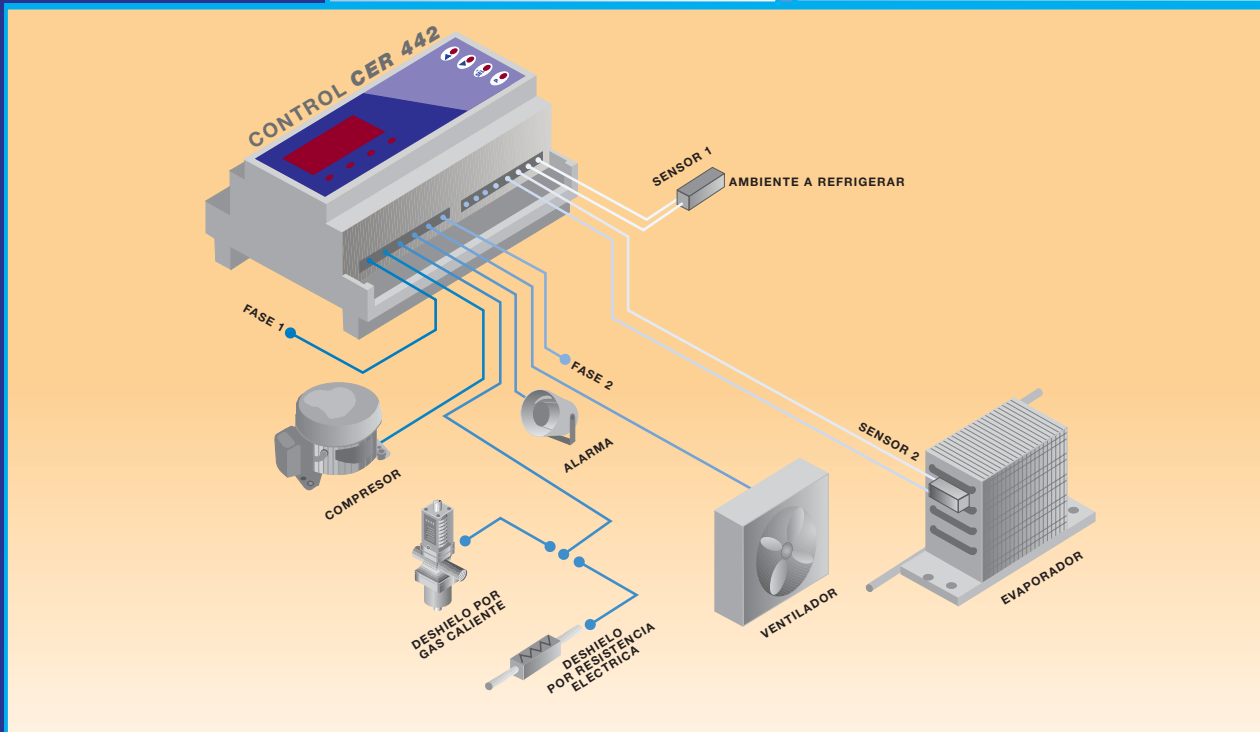 CONTROL CER 442
SENSOR 1
AMBIENTE A REFRIGERAR
FASE 1
FASE 2
SENSOR 2
ALARMA
COMPRESOR
EVAPORADOR
VENTILADOR
DESHIELO POR
GAS CALIENTE
DESHIELO
POR RESISTENCIA
ELECTRICA